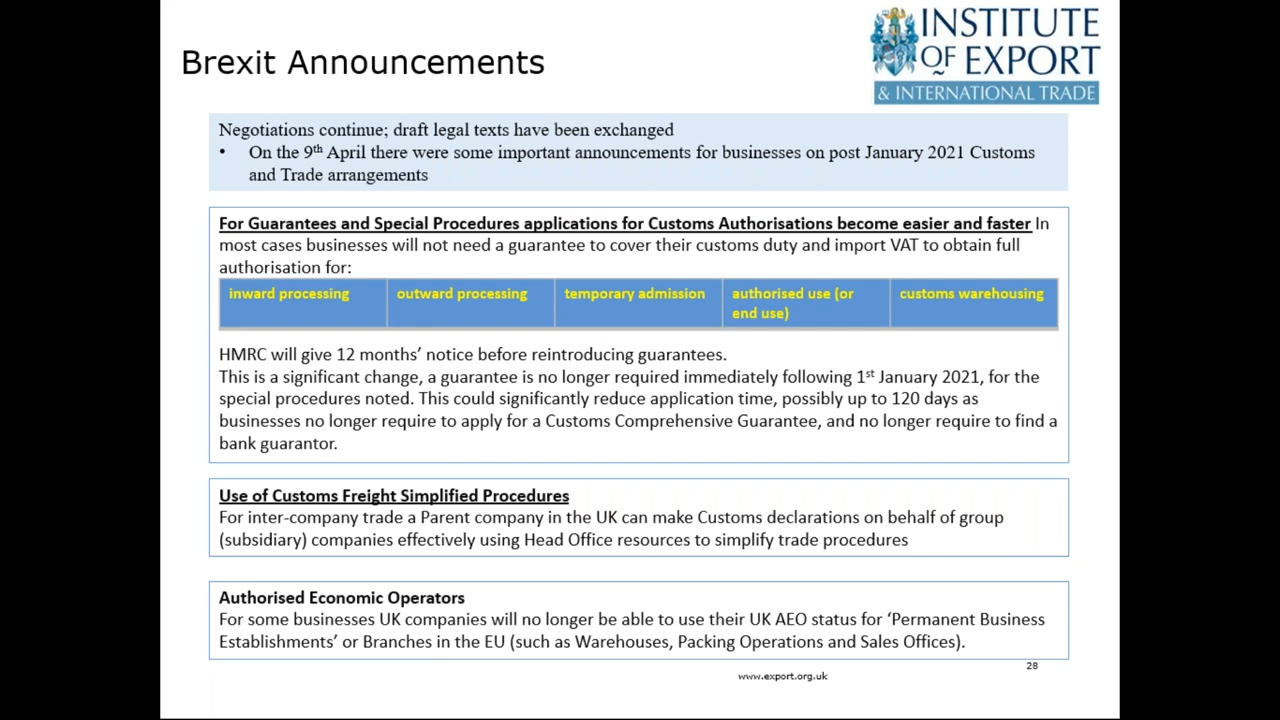 Brexit Announcements
INSTITUTE
OF EXPORT
& INTERNATIONAL TRADE
Negotiations continue; draft legal texts have been exchanged
• On the 9th April there were some important announcements for businesses on post January 2021 Customs
and Trade arrangements
For Guarantees and Special Procedures applications for Customs Authorisations become easier and faster In
most cases businesses will not need a guarantee to cover their customs duty and import VAT to obtain full
authorisation for:
inward processing
outward processing
temporary admission
authorised use (or
end use)
customs warehousing
HMRC will give 12 months’ notice before reintroducing guarantees.
This is a significant change, a guarantee is no longer required immediately following 1st January 2021, for the
special procedures noted. This could significantly reduce application time, possibly up to 120 days as
businesses no longer require to apply for a Customs Comprehensive Guarantee, and no longer require to find a
bank guarantor.
Use of Customs Freight Simplified Procedures
For inter-company trade a Parent company in the UK can make Customs declarations on behalf of group
(subsidiary) companies effectively using Head Office resources to simplify trade procedures
Authorised Economic Operators
For some businesses UK companies will no longer be able to use their UK AEO status for ‘Permanent Business
Establishments’ or Branches in the EU (such as Warehouses, Packing Operations and Sales Offices).
28
www.export.org.uk